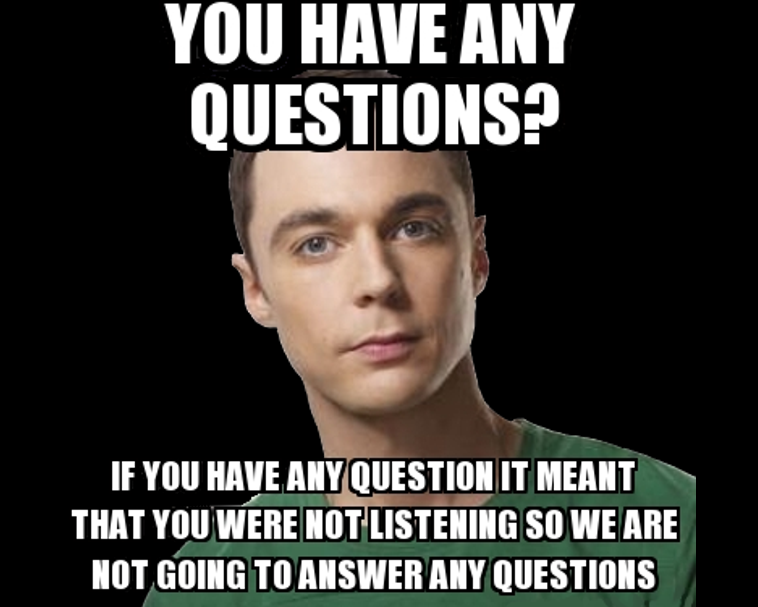 YOU HAVE ANY
QUESTIONS?
IF YOU HAVE ANY QUESTION IT MEANT
THAT YOU WERE NOT LISTENING SO WE ARE
NOT GOING TO ANSWER ANY QUESTIONS